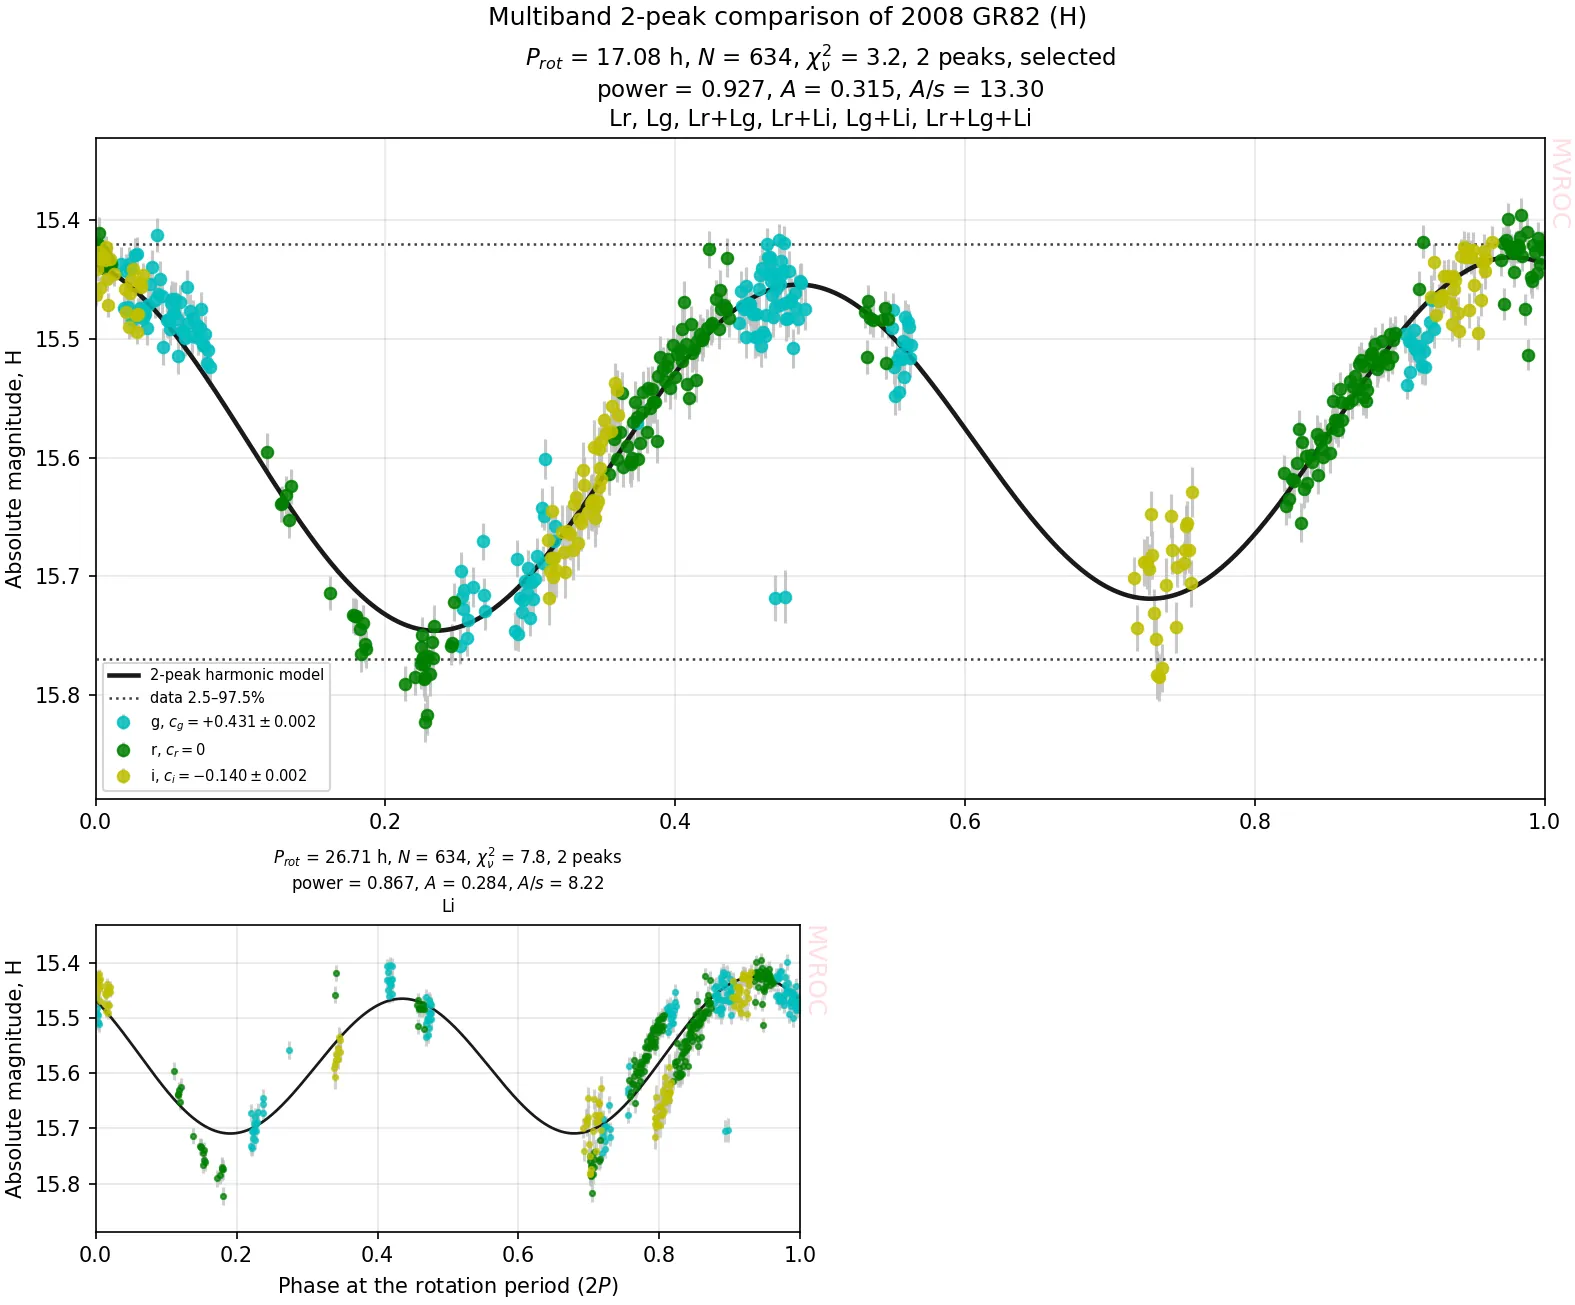 Multiband 2-peak comparison of 2008 GR82 (H)
P_rot = 17.08 h, N = 634, χ²_ν = 3.2, 2 peaks, selected
power = 0.927, A = 0.315, A/s = 13.30
Lr, Lg, Lr+Lg, Lr+Li, Lg+Li, Lr+Lg+Li
MVROC
Absolute magnitude, H
15.4
15.5
15.6
15.7
15.8
2-peak harmonic model
data 2.5–97.5%
g, c_g = +0.431 ± 0.002
r, c_r = 0
i, c_i = −0.140 ± 0.002
0.0 0.2 0.4 0.6 0.8 1.0
P_rot = 26.71 h, N = 634, χ²_ν = 7.8, 2 peaks
power = 0.867, A = 0.284, A/s = 8.22
Li
MVROC
Absolute magnitude, H
15.4
15.5
15.6
15.7
15.8
0.0 0.2 0.4 0.6 0.8 1.0
Phase at the rotation period (2P)